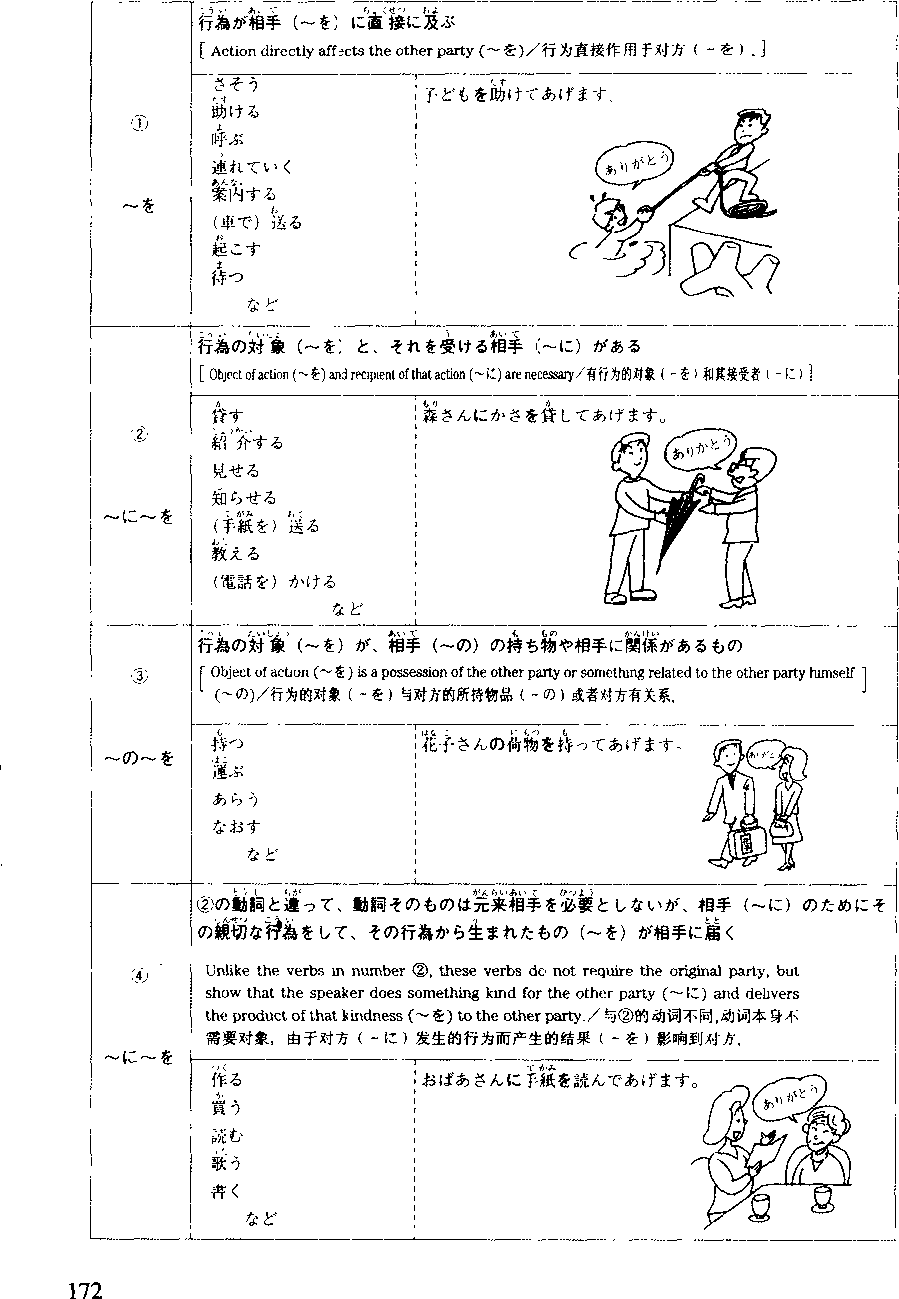 行為が相手（～を）に直接に及ぶ
[ Action directly affects the other party (～を)／行为直接作用于对方（－を）.]
①
～を
さそう
助ける
呼ぶ
連れていく
案内する
(車で) 送る
起こす
待つ
など
子どもを助けてあげます.
ありがとう
行為の対象（～を）と、それを受ける相手（～に）がある
[ Object of action (～を) and recipient of that action (～に) are necessary／有行为的对象（－を）和其接受者（－に）]
②
～に～を
貸す
紹介する
見せる
知らせる
(手紙を) 送る
教える
(電話を) かける
など
森さんにかさを貸してあげます。
ありがとう
行為の対象（～を）が、相手（～の）の持ち物や相手に関係があるもの
[ Object of action (～を) is a possession of the other party or something related to the other party himself ]
(～の)／行为的对象（－を）与对方的所持物品（－の）或者对方有关系.
③
～の～を
持つ
運ぶ
あらう
なおす
など
花子さんの荷物を持ってあげます.
②の動詞と違って、動詞そのものは元来相手を必要としないが、相手（～に）のためにそ
の親切な行為をして、その行為から生まれたもの（～を）が相手に届く
Unlike the verbs in number ②, these verbs do not require the original party, but
show that the speaker does something kind for the other party (～に) and delivers
the product of that kindness (～を) to the other party.／与②的动词不同,动词本身不
需要对象．由于对方（－に）发生的行为而产生的结果（－を）影响到对方.
④
～に～を
作る
買う
読む
歌う
書く
など
おばあさんに手紙を読んであげます。
ありがとう
172